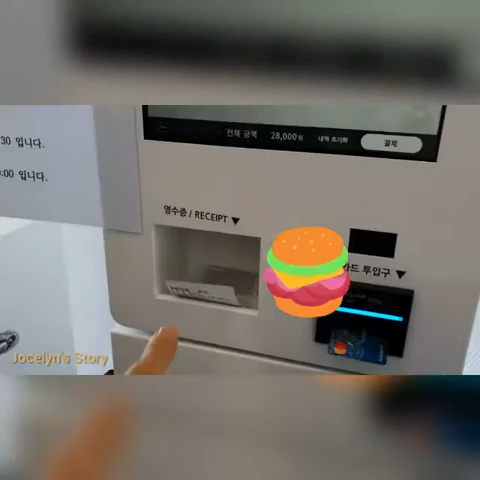 30 입니다.
:00 입니다.
전체 금액 28,000원 내역 초기화 결제
영수증 / RECEIPT ▼
카드 투입구 ▼
Jocelyn's Story